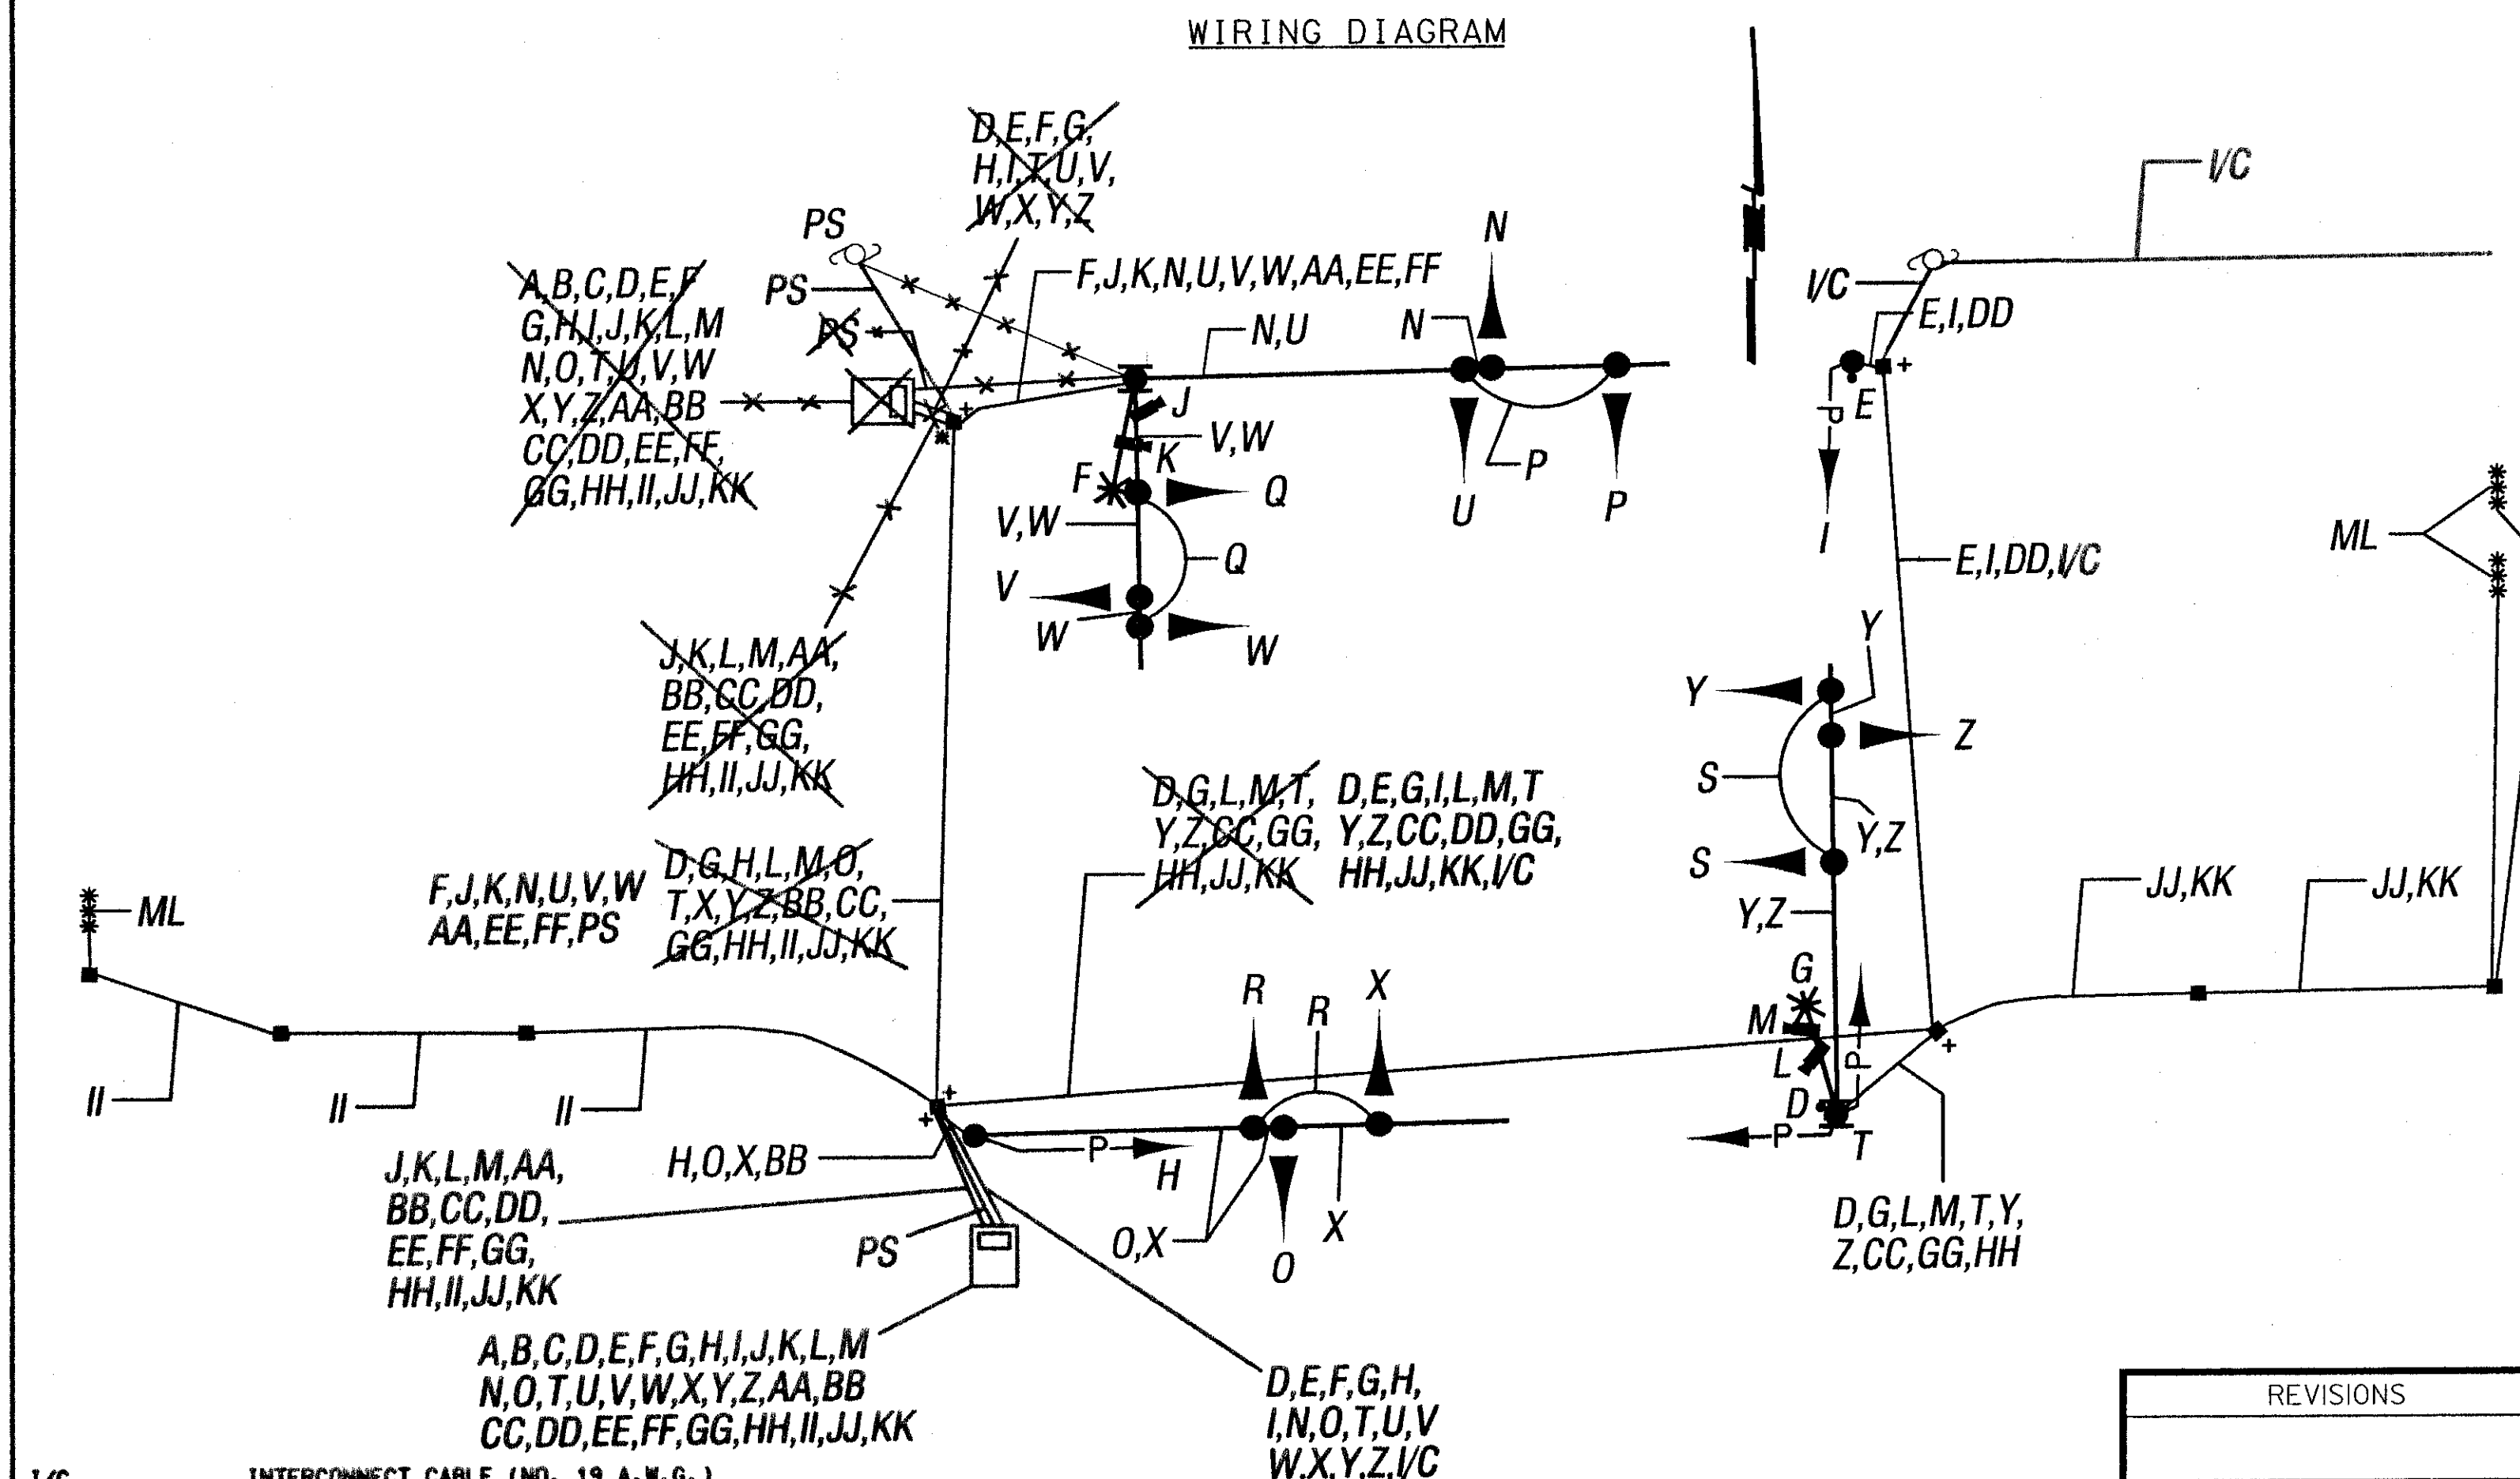 WIRING DIAGRAM
D,E,F,G,
H,I,T,U,V,
W,X,Y,Z
I/C
PS
N
A,B,C,D,E,F
G,H,I,J,K,L,M
N,O,T,U,V,W
X,Y,Z,AA,BB
CC,DD,EE,FF,
GG,HH,II,JJ,KK
PS
F,J,K,N,U,V,W,AA,EE,FF
I/C
E,I,DD
PS
N,U
N
J
P
E
V,W
K
P
F
Q
U
P
I
V,W
ML
Q
E,I,DD,I/C
V
W
W
Y
J,K,L,M,AA,
BB,CC,DD,
EE,FF,GG,
HH,II,JJ,KK
Y
Z
S
D,G,L,M,T,
Y,Z,CC,GG,
HH,JJ,KK
D,E,G,I,L,M,T
Y,Z,CC,DD,GG,
HH,JJ,KK,I/C
Y,Z
S
D,G,H,L,M,O,
T,X,Y,Z,BB,CC,
GG,HH,II,JJ,KK
F,J,K,N,U,V,W
AA,EE,FF,PS
ML
JJ,KK
JJ,KK
Y,Z
G
R
X
R
M
L
P
D
P
T
II
II
II
H,O,X,BB
P
H
J,K,L,M,AA,
BB,CC,DD,
EE,FF,GG,
HH,II,JJ,KK
PS
O,X
O
X
D,G,L,M,T,Y,
Z,CC,GG,HH
A,B,C,D,E,F,G,H,I,J,K,L,M
N,O,T,U,V,W,X,Y,Z,AA,BB
CC,DD,EE,FF,GG,HH,II,JJ,KK
D,E,F,G,H,
I,N,O,T,U,V
W,X,Y,Z,I/C
REVISIONS
I/C INTERCONNECT CABLE (NO. 19 A.W.G.)